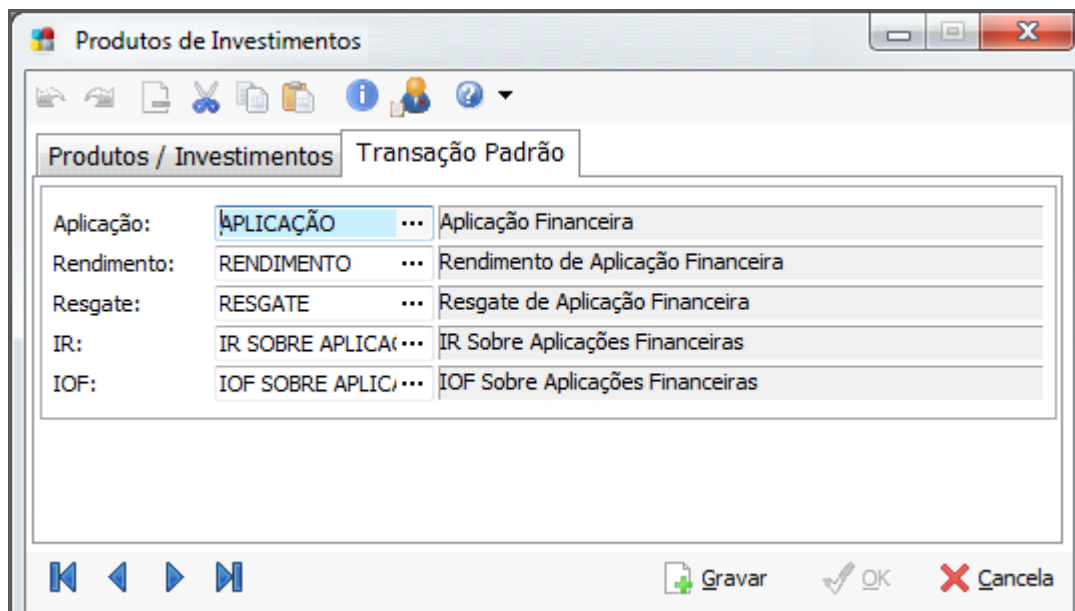 Produtos de Investimentos
Produtos / Investimentos Transação Padrão
Aplicação: APLICAÇÃO ... Aplicação Financeira
Rendimento: RENDIMENTO ... Rendimento de Aplicação Financeira
Resgate: RESGATE ... Resgate de Aplicação Financeira
IR: IR SOBRE APLICAÇ ... IR Sobre Aplicações Financeiras
IOF: IOF SOBRE APLICA ... IOF Sobre Aplicações Financeiras
Gravar OK Cancela